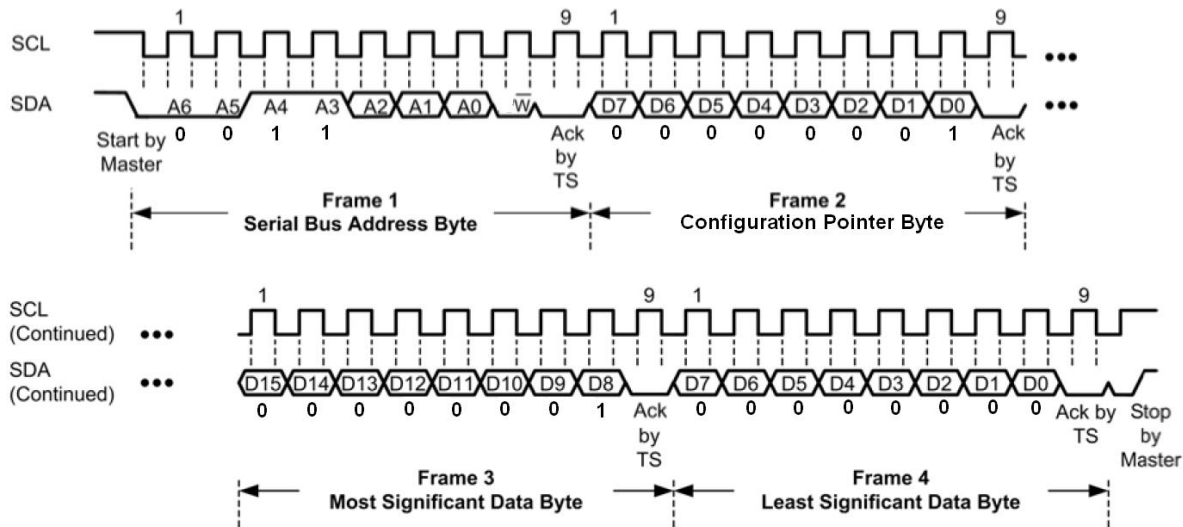 1 9 1 9
SCL
SDA A6 A5 A4 A3 A2 A1 A0 W D7 D6 D5 D4 D3 D2 D1 D0
0 0 1 1 0 0 0 0 0 0 0 1
Start by Master
Ack by TS
Ack by TS
Frame 1
Serial Bus Address Byte
Frame 2
Configuration Pointer Byte
1 9 1 9
SCL
(Continued)
SDA
(Continued)
D15 D14 D13 D12 D11 D10 D9 D8 D7 D6 D5 D4 D3 D2 D1 D0
0 0 0 0 0 0 0 1 0 0 0 0 0 0 0 0
Ack by TS
Ack by TS
Stop by Master
Frame 3
Most Significant Data Byte
Frame 4
Least Significant Data Byte